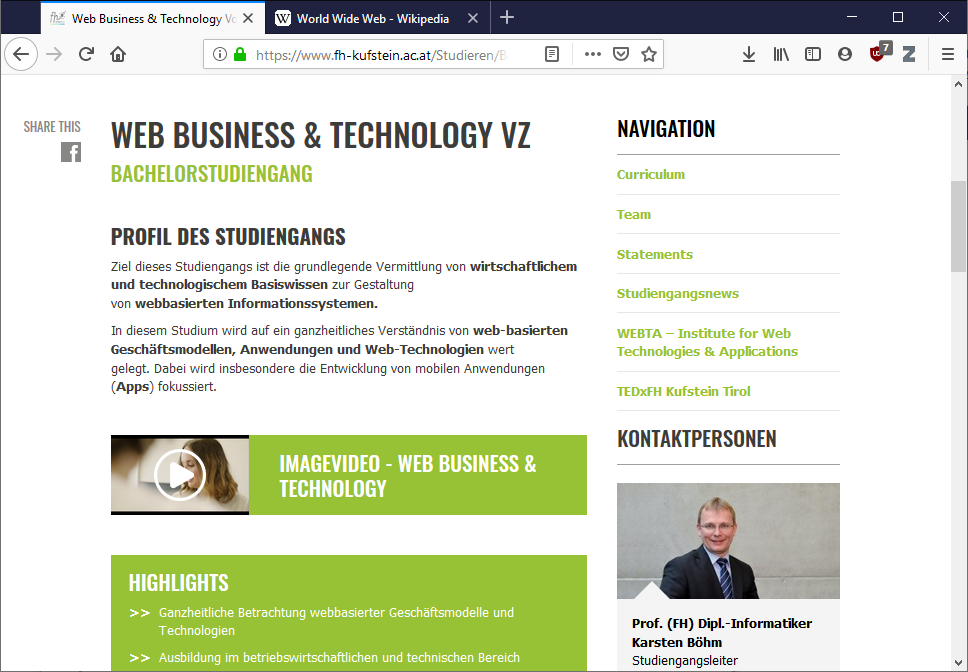 Web Business & Technology Vo
World Wide Web - Wikipedia
https://www.fh-kufstein.ac.at/Studieren/B
7
SHARE THIS
WEB BUSINESS & TECHNOLOGY VZ
BACHELORSTUDIENGANG
PROFIL DES STUDIENGANGS
Ziel dieses Studiengangs ist die grundlegende Vermittlung von wirtschaftlichem
und technologischem Basiswissen zur Gestaltung
von webbasierten Informationssystemen.
In diesem Studium wird auf ein ganzheitliches Verständnis von web-basierten
Geschäftsmodellen, Anwendungen und Web-Technologien wert
gelegt. Dabei wird insbesondere die Entwicklung von mobilen Anwendungen
(Apps) fokussiert.
IMAGEVIDEO - WEB BUSINESS &
TECHNOLOGY
HIGHLIGHTS
>> Ganzheitliche Betrachtung webbasierter Geschäftsmodelle und
Technologien
>> Ausbildung im betriebswirtschaftlichen und technischen Bereich
NAVIGATION
Curriculum
Team
Statements
Studiengangsnews
WEBTA – Institute for Web
Technologies & Applications
TEDxFH Kufstein Tirol
KONTAKTPERSONEN
Prof. (FH) Dipl.-Informatiker
Karsten Böhm
Studiengangsleiter